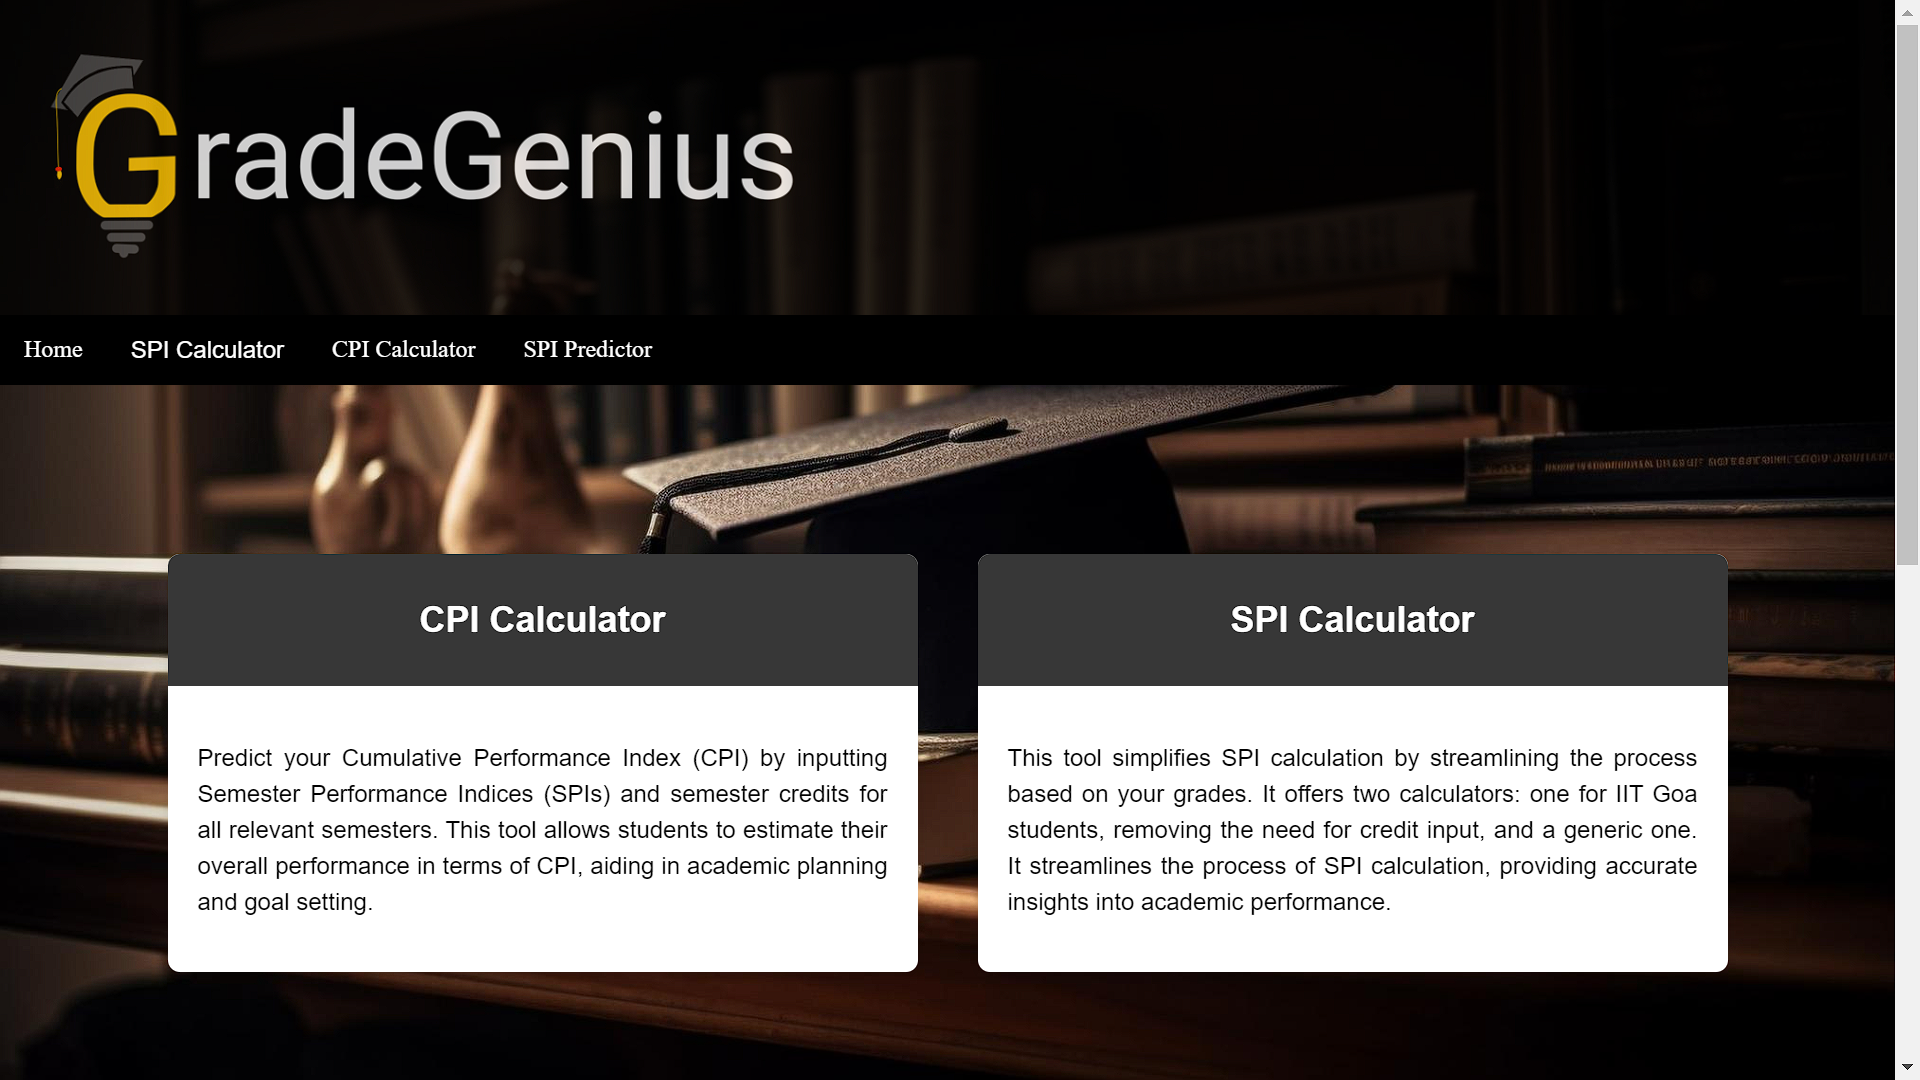 GradeGenius
Home SPI Calculator CPI Calculator SPI Predictor
CPI Calculator
Predict your Cumulative Performance Index (CPI) by inputting
Semester Performance Indices (SPIs) and semester credits for
all relevant semesters. This tool allows students to estimate their
overall performance in terms of CPI, aiding in academic planning
and goal setting.
SPI Calculator
This tool simplifies SPI calculation by streamlining the process
based on your grades. It offers two calculators: one for IIT Goa
students, removing the need for credit input, and a generic one.
It streamlines the process of SPI calculation, providing accurate
insights into academic performance.